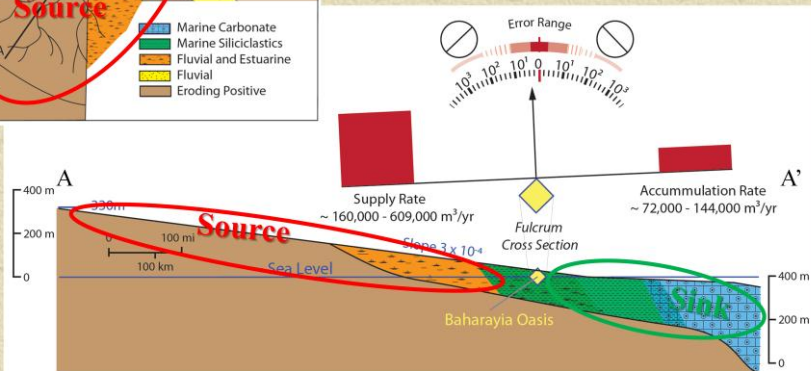 Source
A
Marine Carbonate
Marine Siliciclastics
Fluvial and Estuarine
Fluvial
Eroding Positive
Error Range
10³ 10² 10¹ 0 10¹ 10² 10³
A
A'
400 m
200 m
0
330m
Supply Rate
~ 160,000 - 609,000 m³/yr
Accummulation Rate
~ 72,000 - 144,000 m³/yr
Fulcrum
Cross Section
Source
Slope 3 x 10⁻⁴
0 100 mi
100 km
Sea Level
Baharayia Oasis
Sink
400 m
200 m
0